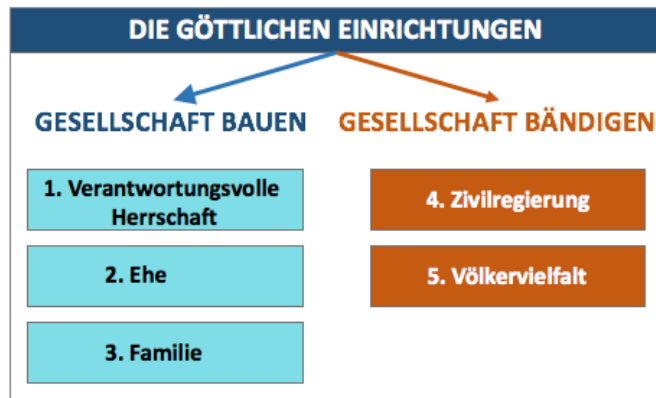 DIE GÖTTLICHEN EINRICHTUNGEN
GESELLSCHAFT BAUEN
GESELLSCHAFT BÄNDIGEN
1. Verantwortungsvolle
Herrschaft
2. Ehe
3. Familie
4. Zivilregierung
5. Völkervielfalt